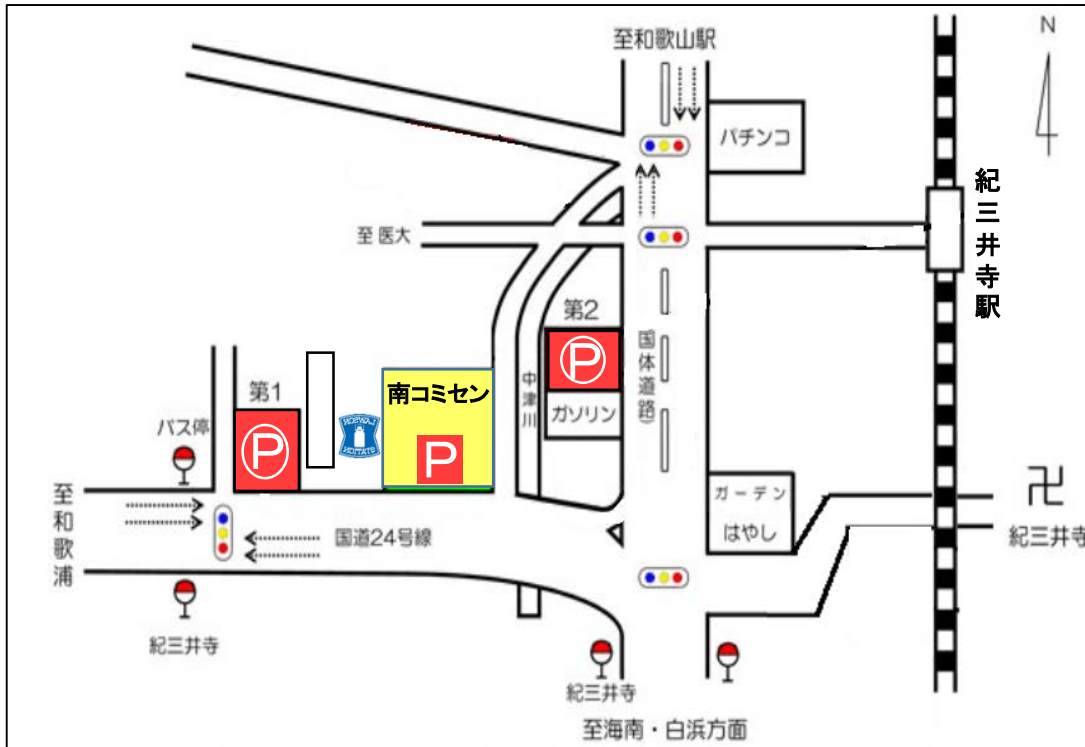 至和歌山駅
N
パチンコ
紀三井寺駅
至 医大
第2
P
国体道路)
中津川
ガソリン
南コミセン
P
第1
P
LAWSON
STATION
バス停
至和歌浦
国道24号線
ガーデン
はやし
卍
紀三井寺
紀三井寺
紀三井寺
至海南・白浜方面